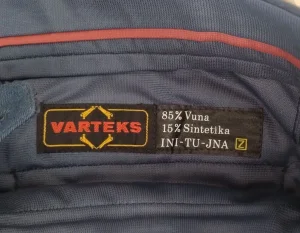 VARTEKS
85% Vuna
15% Sintetika
INI-TU-JNA Z